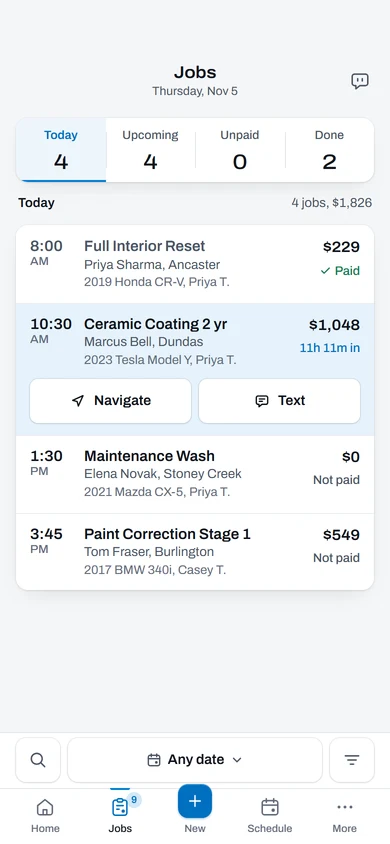 Jobs
Thursday, Nov 5
Today
Upcoming
Unpaid
Done
4
4
0
2
Today
4 jobs, $1,826
8:00 AM
Full Interior Reset
$229
Priya Sharma, Ancaster
Paid
2019 Honda CR-V, Priya T.
10:30 AM
Ceramic Coating 2 yr
$1,048
Marcus Bell, Dundas
11h 11m in
2023 Tesla Model Y, Priya T.
Navigate
Text
1:30 PM
Maintenance Wash
$0
Elena Novak, Stoney Creek
Not paid
2021 Mazda CX-5, Priya T.
3:45 PM
Paint Correction Stage 1
$549
Tom Fraser, Burlington
Not paid
2017 BMW 340i, Casey T.
Any date
9
Home
Jobs
New
Schedule
More